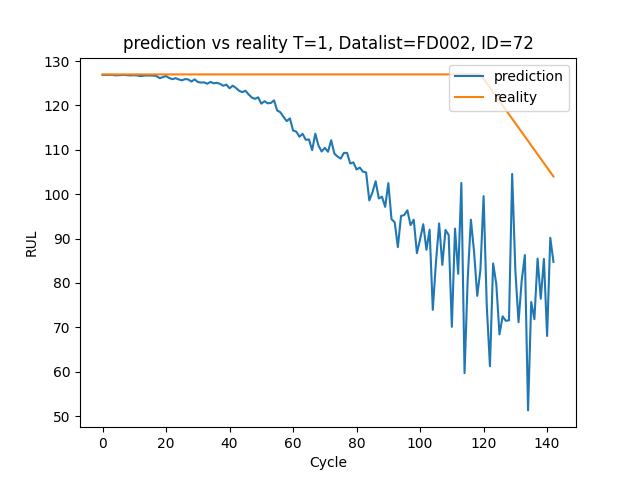 prediction vs reality T=1, Datalist=FD002, ID=72
prediction
reality
RUL
130
120
110
100
90
80
70
60
50
0 20 40 60 80 100 120 140
Cycle